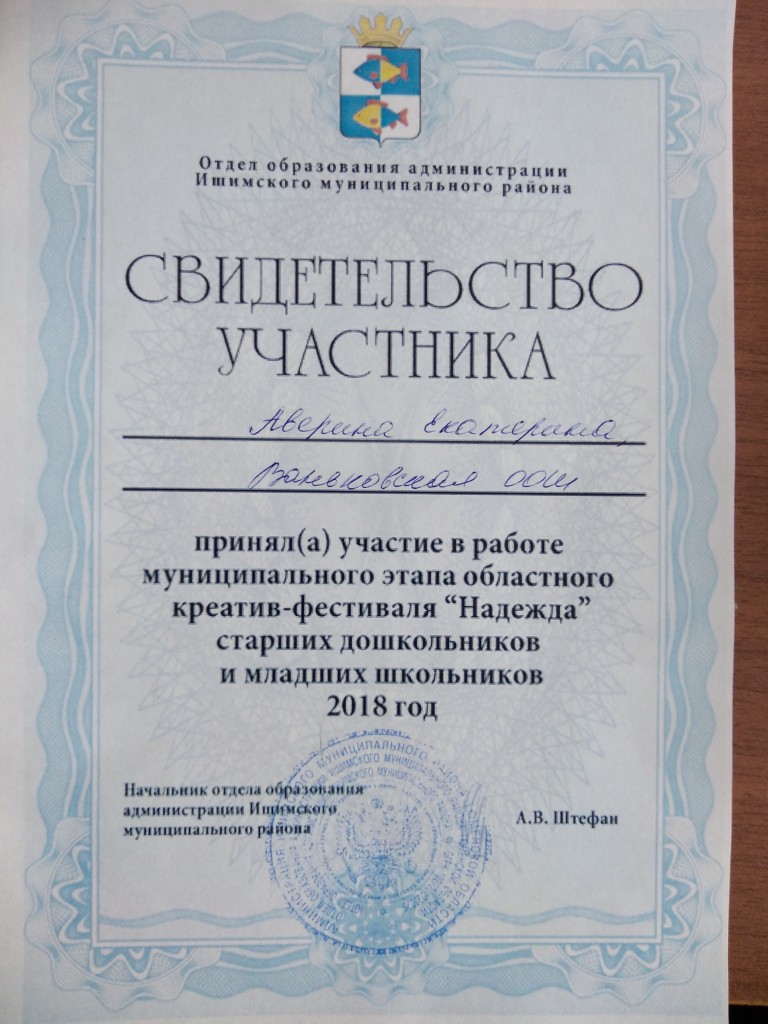 Отдел образования администрации
Ишимского муниципального района
СВИДЕТЕЛЬСТВО
УЧАСТНИКА
Аверина Екатерина,
Ваньковская ООШ
принял(а) участие в работе
муниципального этапа областного
креатив-фестиваля “Надежда”
старших дошкольников
и младших школьников
2018 год
Начальник отдела образования
администрации Ишимского
муниципального района
А.В. Штефан